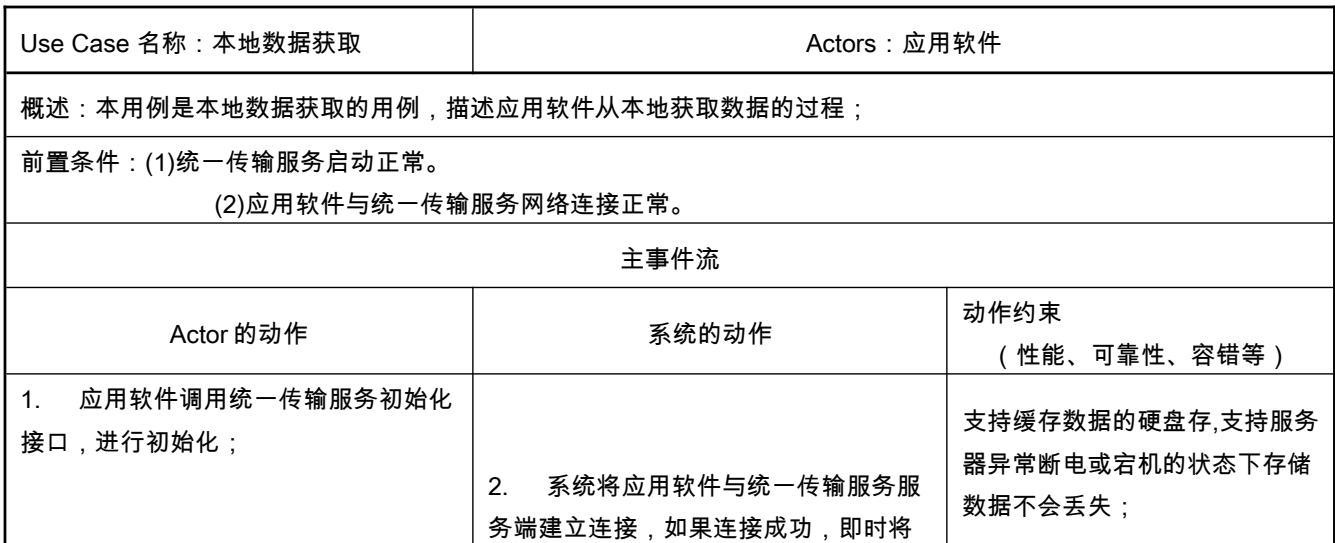 Use Case 名称：本地数据获取
Actors：应用软件
概述：本用例是本地数据获取的用例，描述应用软件从本地获取数据的过程；
前置条件：(1)统一传输服务启动正常。
(2)应用软件与统一传输服务网络连接正常。
主事件流
Actor 的动作
系统的动作
动作约束
（性能、可靠性、容错等）
1. 应用软件调用统一传输服务初始化
接口，进行初始化；
2. 系统将应用软件与统一传输服务服
务端建立连接，如果连接成功，即时将
支持缓存数据的硬盘存,支持服务
器异常断电或宕机的状态下存储
数据不会丢失；